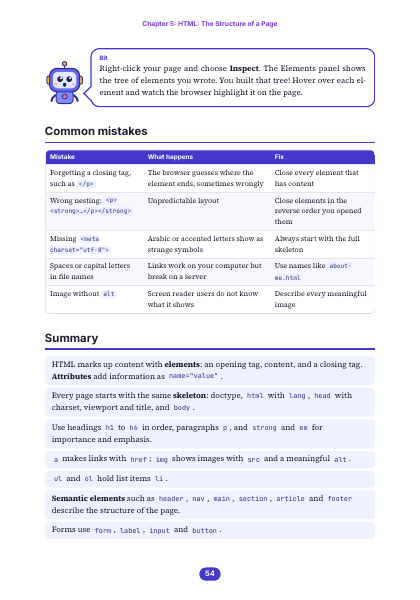 Chapter 5: HTML: The Structure of a Page
Bit
Right-click your page and choose Inspect. The Elements panel shows
the tree of elements you wrote. You built that tree! Hover over each el-
ement and watch the browser highlight it on the page.
Common mistakes
Mistake What happens Fix
Forgetting a closing tag, The browser guesses where the Close every element that
such as </p> element ends, sometimes wrongly has content
Wrong nesting: <p> Unpredictable layout Close elements in the
<strong>…</p></strong> reverse order you opened
them
Missing <meta Arabic or accented letters show as Always start with the full
charset="utf-8"> strange symbols skeleton
Spaces or capital letters Links work on your computer but Use names like about-
in file names break on a server me.html
Image without alt Screen reader users do not know Describe every meaningful
what it shows image
Summary
HTML marks up content with elements: an opening tag, content, and a closing tag.
Attributes add information as name="value" .
Every page starts with the same skeleton: doctype, html with lang , head with
charset, viewport and title, and body .
Use headings h1 to h6 in order, paragraphs p , and strong and em for
importance and emphasis.
a makes links with href ; img shows images with src and a meaningful alt .
ul and ol hold list items li .
Semantic elements such as header , nav , main , section , article and footer
describe the structure of the page.
Forms use form , label , input and button .
54